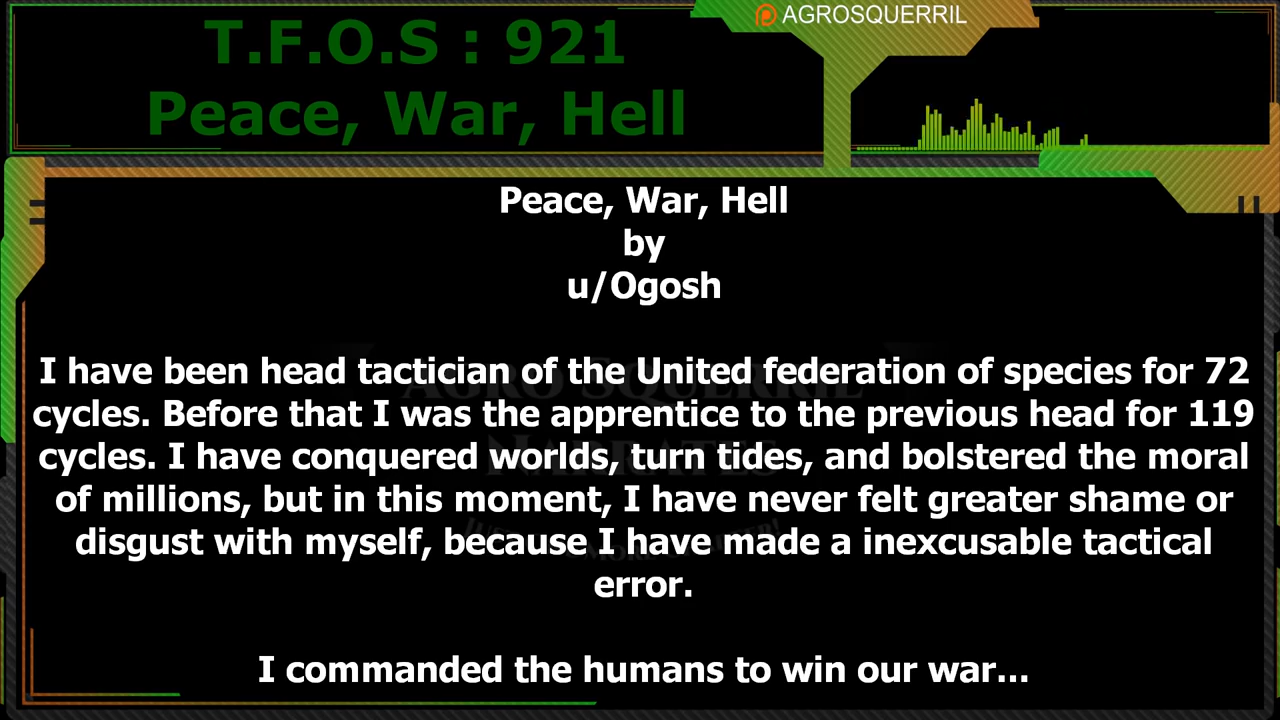 AGROSQUERRIL
T.F.O.S : 921
Peace, War, Hell
Peace, War, Hell
by
u/Ogosh
I have been head tactician of the United federation of species for 72
cycles. Before that I was the apprentice to the previous head for 119
cycles. I have conquered worlds, turn tides, and bolstered the moral
of millions, but in this moment, I have never felt greater shame or
disgust with myself, because I have made a inexcusable tactical
error.
I commanded the humans to win our war...